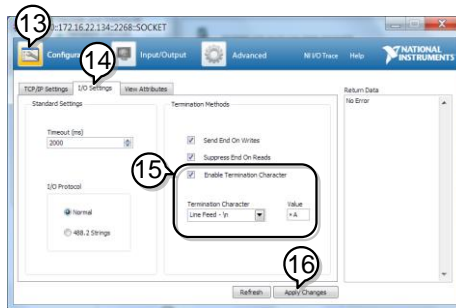 13
::172.16.22.134::2268::SOCKET
Input/Output
Advanced
NI I/O Trace
Help
NATIONAL INSTRUMENTS
14
TCP/IP Settings
I/O Settings
View Attributes
Return Data
Standard Settings
Termination Methods
No Error
Timeout (ms)
2000
Send End On Writes
Suppress End On Reads
15
Enable Termination Character
I/O Protocol
Termination Character
Value
Normal
Line Feed - \n
488.2 Strings
16
Refresh
Apply Changes